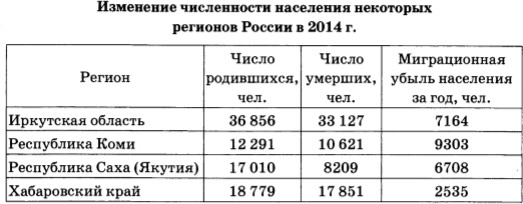 Изменение численности населения некоторых
регионов России в 2014 г.
Регион
Число
родившихся,
чел.
Число
умерших,
чел.
Миграционная
убыль населения
за год, чел.
Иркутская область 36 856 33 127 7164
Республика Коми 12 291 10 621 9303
Республика Саха (Якутия) 17 010 8209 6708
Хабаровский край 18 779 17 851 2535